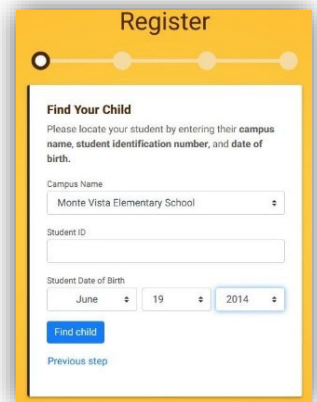 Register
Find Your Child
Please locate your student by entering their campus
name, student identification number, and date of
birth.
Campus Name
Monte Vista Elementary School
Student ID
Student Date of Birth
June 19 2014
Find child
Previous step